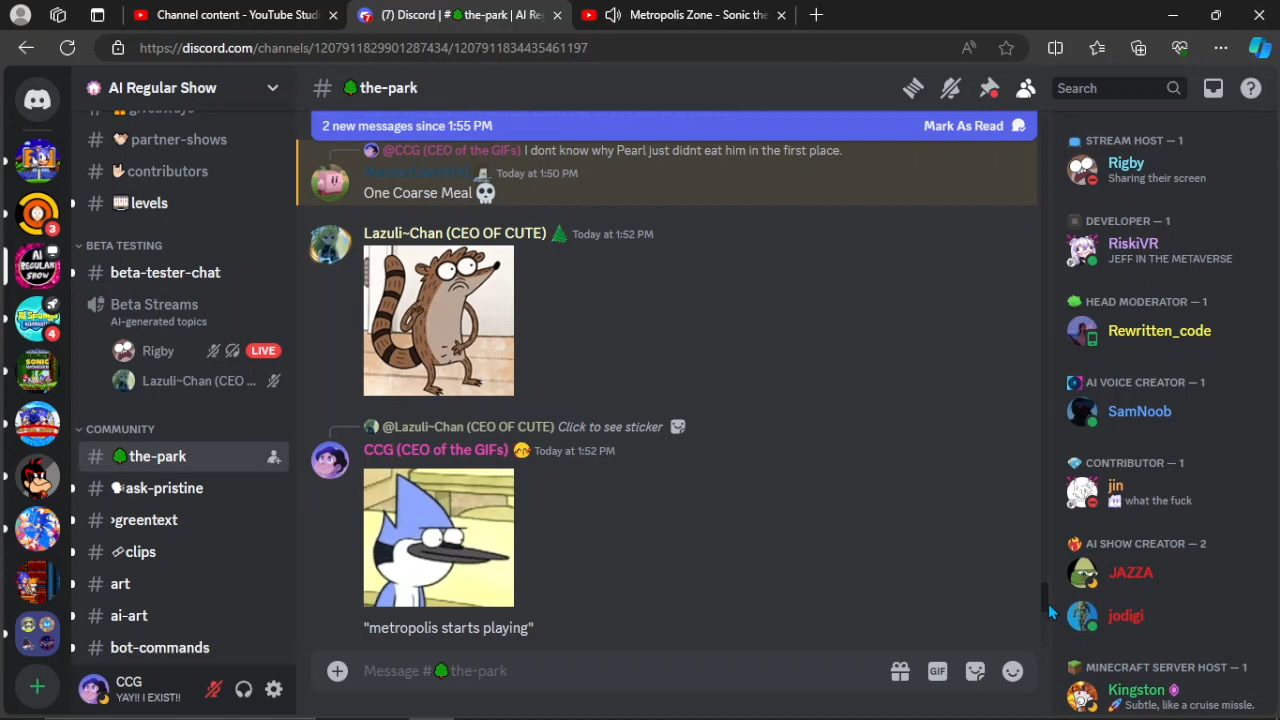 Channel content - YouTube Studi
(7) Discord | # the-park | AI Re
Metropolis Zone - Sonic the
https://discord.com/channels/1207911829901287434/1207911834435461197
AI Regular Show
# the-park
Search
giveaways
partner-shows
contributors
levels
BETA TESTING
# beta-tester-chat
Beta Streams
AI-generated topics
Rigby LIVE
Lazuli~Chan (CEO ...
COMMUNITY
# the-park
# ask-pristine
# >greentext
# clips
# art
# ai-art
# bot-commands
CCG
YAY!! I EXIST!!
3
4
2 new messages since 1:55 PM Mark As Read
@CCG (CEO of the GIFs) I dont know why Pearl just didnt eat him in the first place.
Today at 1:50 PM
One Coarse Meal
Lazuli~Chan (CEO OF CUTE) Today at 1:52 PM
@Lazuli~Chan (CEO OF CUTE) Click to see sticker
CCG (CEO of the GIFs) Today at 1:52 PM
"metropolis starts playing"
Message # the-park
GIF
STREAM HOST — 1
Rigby
Sharing their screen
DEVELOPER — 1
RiskiVR
JEFF IN THE METAVERSE
HEAD MODERATOR — 1
Rewritten_code
AI VOICE CREATOR — 1
SamNoob
CONTRIBUTOR — 1
jin
what the fuck
AI SHOW CREATOR — 2
JAZZA
jodigi
MINECRAFT SERVER HOST — 1
Kingston
Subtle, like a cruise missle.